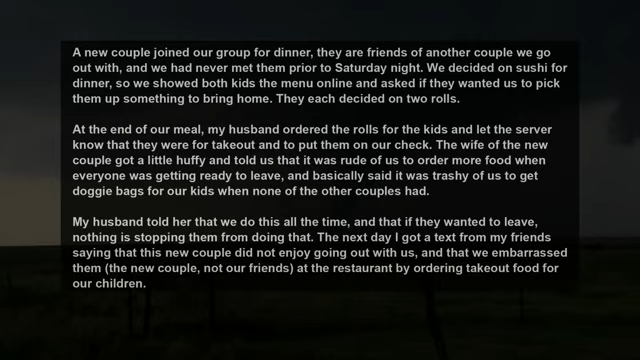 A new couple joined our group for dinner, they are friends of another couple we go
out with, and we had never met them prior to Saturday night. We decided on sushi for
dinner, so we showed both kids the menu online and asked if they wanted us to pick
them up something to bring home. They each decided on two rolls.
At the end of our meal, my husband ordered the rolls for the kids and let the server
know that they were for takeout and to put them on our check. The wife of the new
couple got a little huffy and told us that it was rude of us to order more food when
everyone was getting ready to leave, and basically said it was trashy of us to get
doggie bags for our kids when none of the other couples had.
My husband told her that we do this all the time, and that if they wanted to leave,
nothing is stopping them from doing that. The next day I got a text from my friends
saying that this new couple did not enjoy going out with us, and that we embarrassed
them (the new couple, not our friends) at the restaurant by ordering takeout food for
our children.